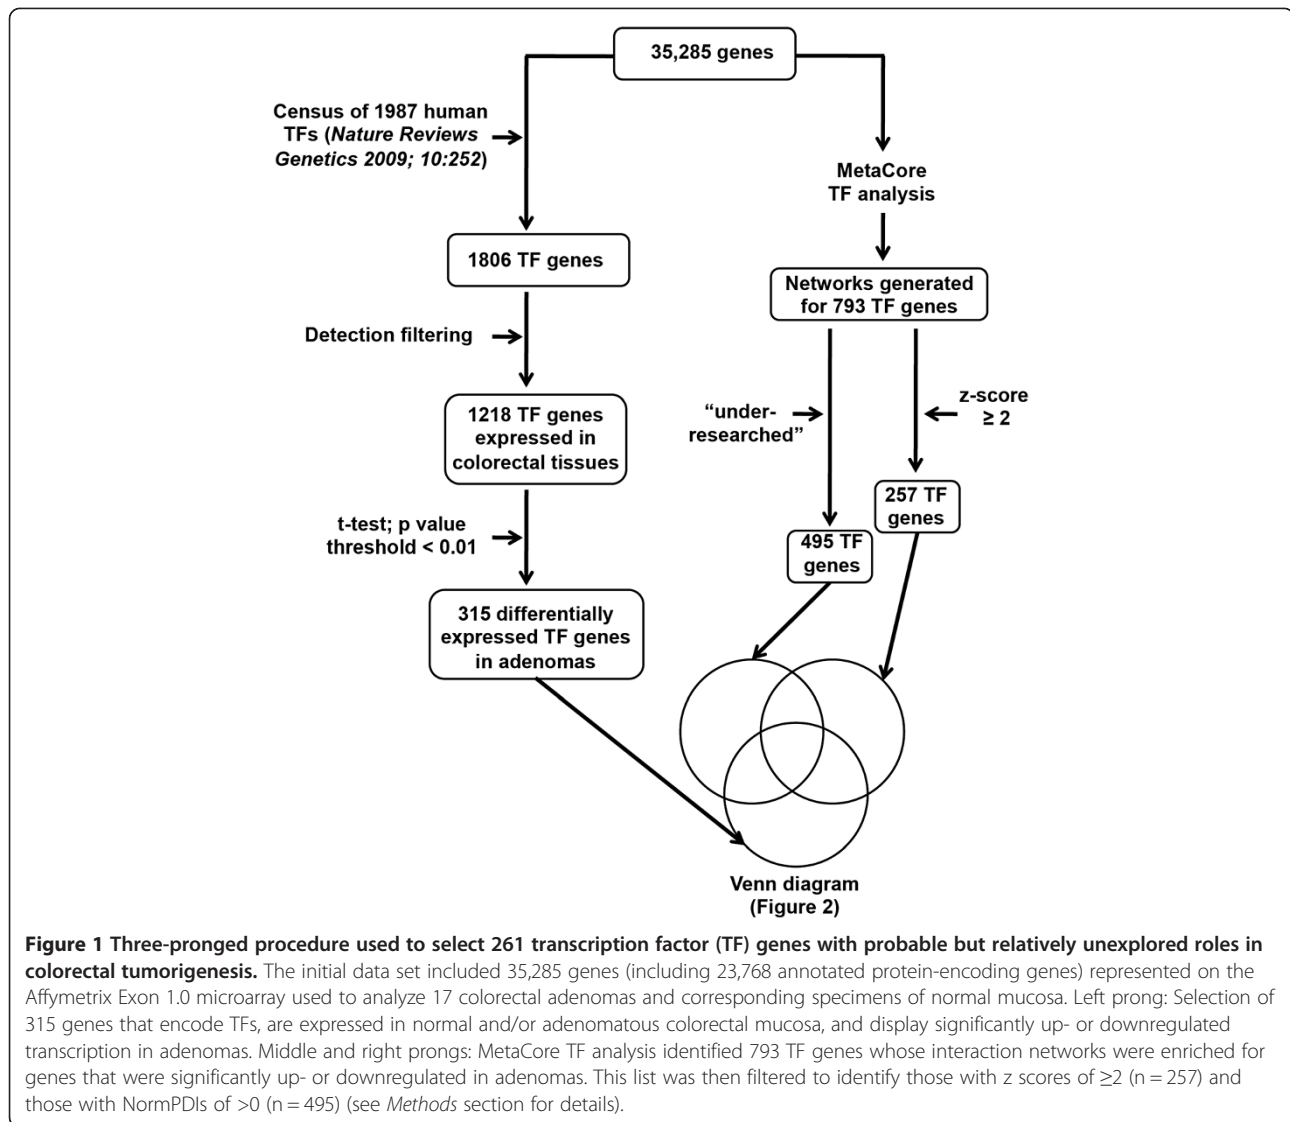 35,285 genes
Census of 1987 human
TFs (Nature Reviews
Genetics 2009; 10:252)
MetaCore
TF analysis
1806 TF genes
Networks generated
for 793 TF genes
Detection filtering
1218 TF genes
expressed in
colorectal tissues
“under-
researched”
z-score
≥ 2
257 TF
genes
t-test; p value
threshold < 0.01
495 TF
genes
315 differentially
expressed TF genes
in adenomas
Venn diagram
(Figure 2)
Figure 1 Three-pronged procedure used to select 261 transcription factor (TF) genes with probable but relatively unexplored roles in
colorectal tumorigenesis. The initial data set included 35,285 genes (including 23,768 annotated protein-encoding genes) represented on the
Affymetrix Exon 1.0 microarray used to analyze 17 colorectal adenomas and corresponding specimens of normal mucosa. Left prong: Selection of
315 genes that encode TFs, are expressed in normal and/or adenomatous colorectal mucosa, and display significantly up- or downregulated
transcription in adenomas. Middle and right prongs: MetaCore TF analysis identified 793 TF genes whose interaction networks were enriched for
genes that were significantly up- or downregulated in adenomas. This list was then filtered to identify those with z scores of ≥2 (n = 257) and
those with NormPDIs of >0 (n = 495) (see Methods section for details).